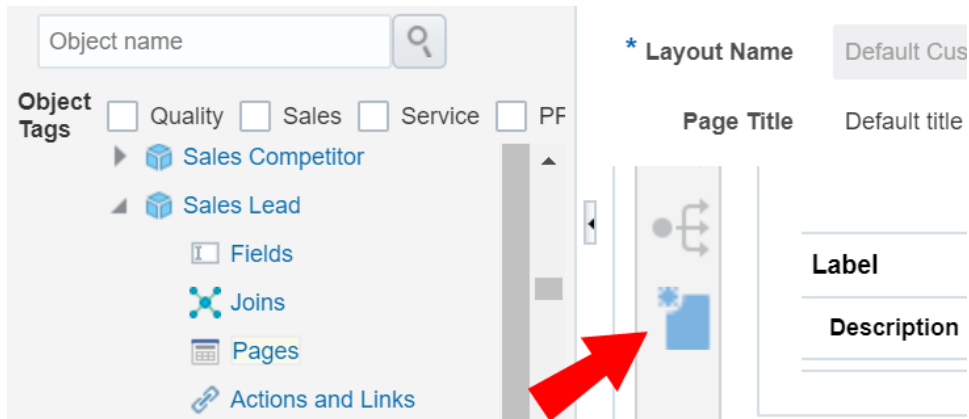 Object name
Object Tags
Quality
Sales
Service
PF
Sales Competitor
Sales Lead
Fields
Joins
Pages
Actions and Links
* Layout Name
Default Cus
Page Title
Default title
Label
Description